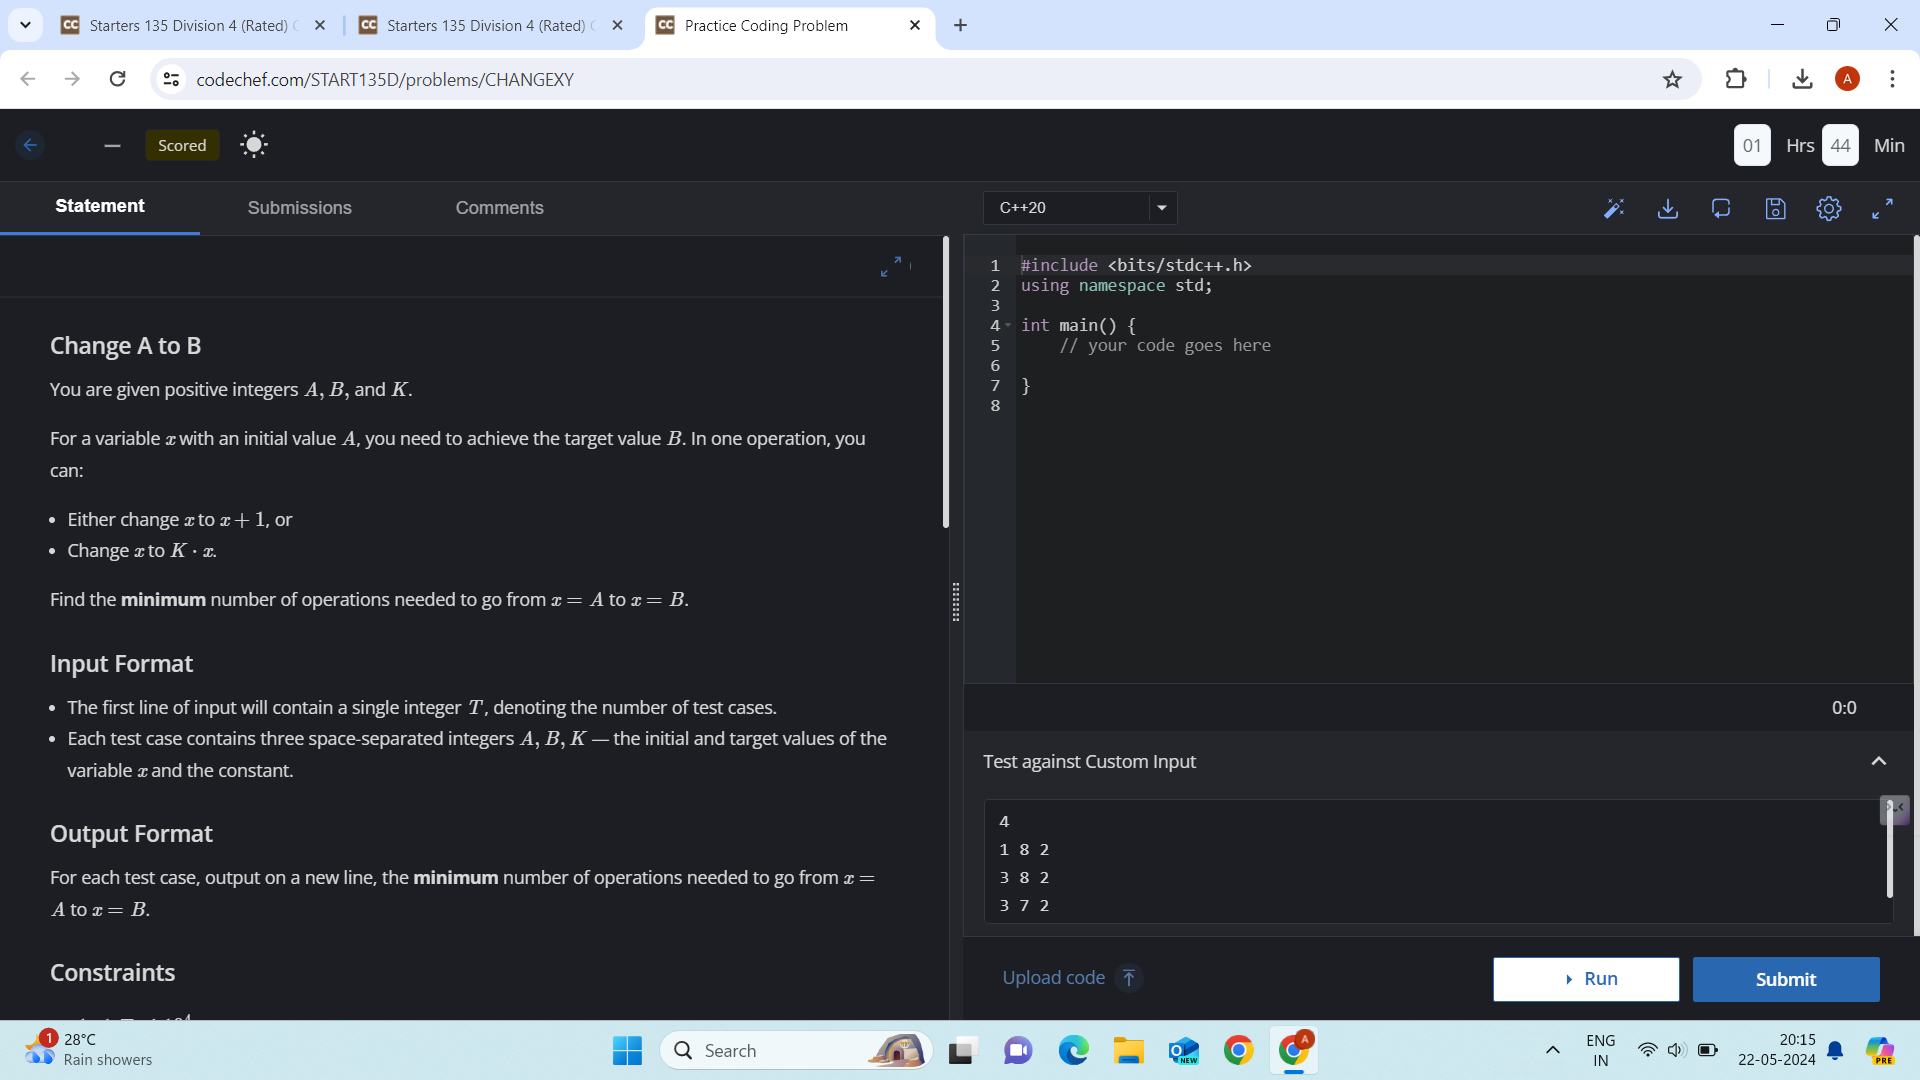 Starters 135 Division 4 (Rated)
Starters 135 Division 4 (Rated)
Practice Coding Problem
codechef.com/START135D/problems/CHANGEXY
A
Scored
01 Hrs 44 Min
Statement
Submissions
Comments
C++20
Change A to B
You are given positive integers A, B, and K.
For a variable x with an initial value A, you need to achieve the target value B. In one operation, you
can:
• Either change x to x + 1, or
• Change x to K · x.
Find the minimum number of operations needed to go from x = A to x = B.
Input Format
• The first line of input will contain a single integer T, denoting the number of test cases.
• Each test case contains three space-separated integers A, B, K — the initial and target values of the
variable x and the constant.
Output Format
For each test case, output on a new line, the minimum number of operations needed to go from x =
A to x = B.
Constraints
1 #include <bits/stdc++.h>
2 using namespace std;
3
4 int main() {
5 // your code goes here
6
7 }
8
0:0
Test against Custom Input
4
1 8 2
3 8 2
3 7 2
Upload code
Run
Submit
1
28°C
Rain showers
Search
NEW
A
ENG
IN
20:15
22-05-2024
PRE